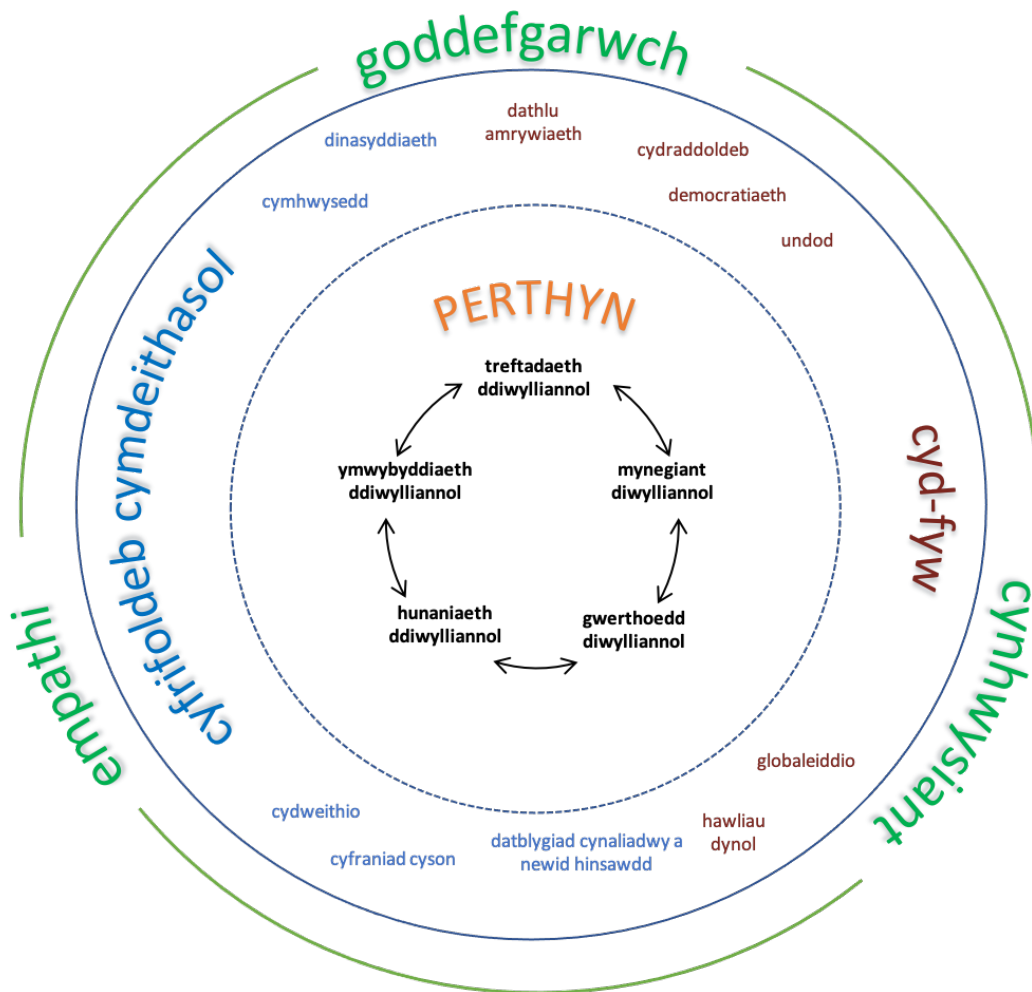 goddefgarwch
dathlu
amrywiaeth
dinasyddiaeth
cydraddoldeb
cymhwysedd
democratiaeth
undod
cyfrifoldeb cymdeithasol
PERTHYN
treftadaeth
ddiwylliannol
ymwybyddiaeth
ddiwylliannol
mynegiant
diwylliannol
hunaniaeth
ddiwylliannol
gwerthoedd
diwylliannol
cyd-fyw
empathi
cynhwysiant
globaleiddio
cydweithio
hawliau
dynol
cyfraniad cyson
datblygiad cynaliadwy a
newid hinsawdd